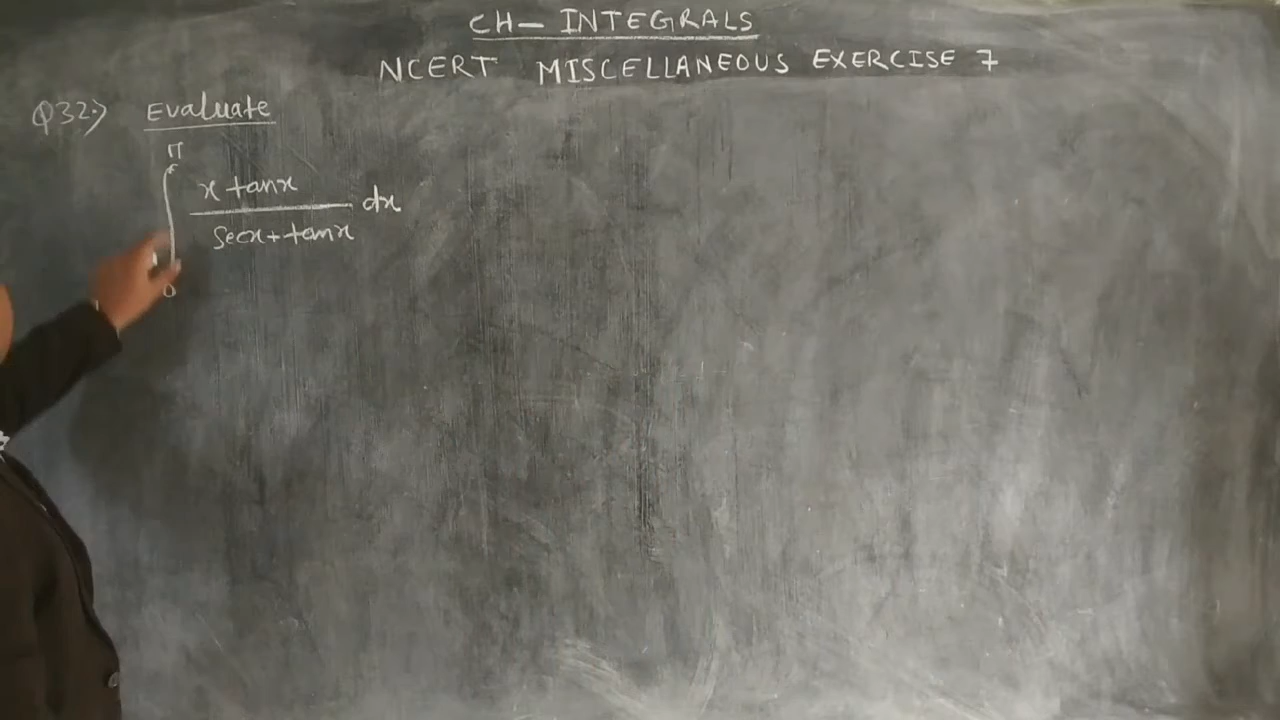 CH- INTEGRALS
NCERT MISCELLANEOUS EXERCISE 7
Q32:) Evaluate
π
∫ x tanx dx
secx+tanx
0